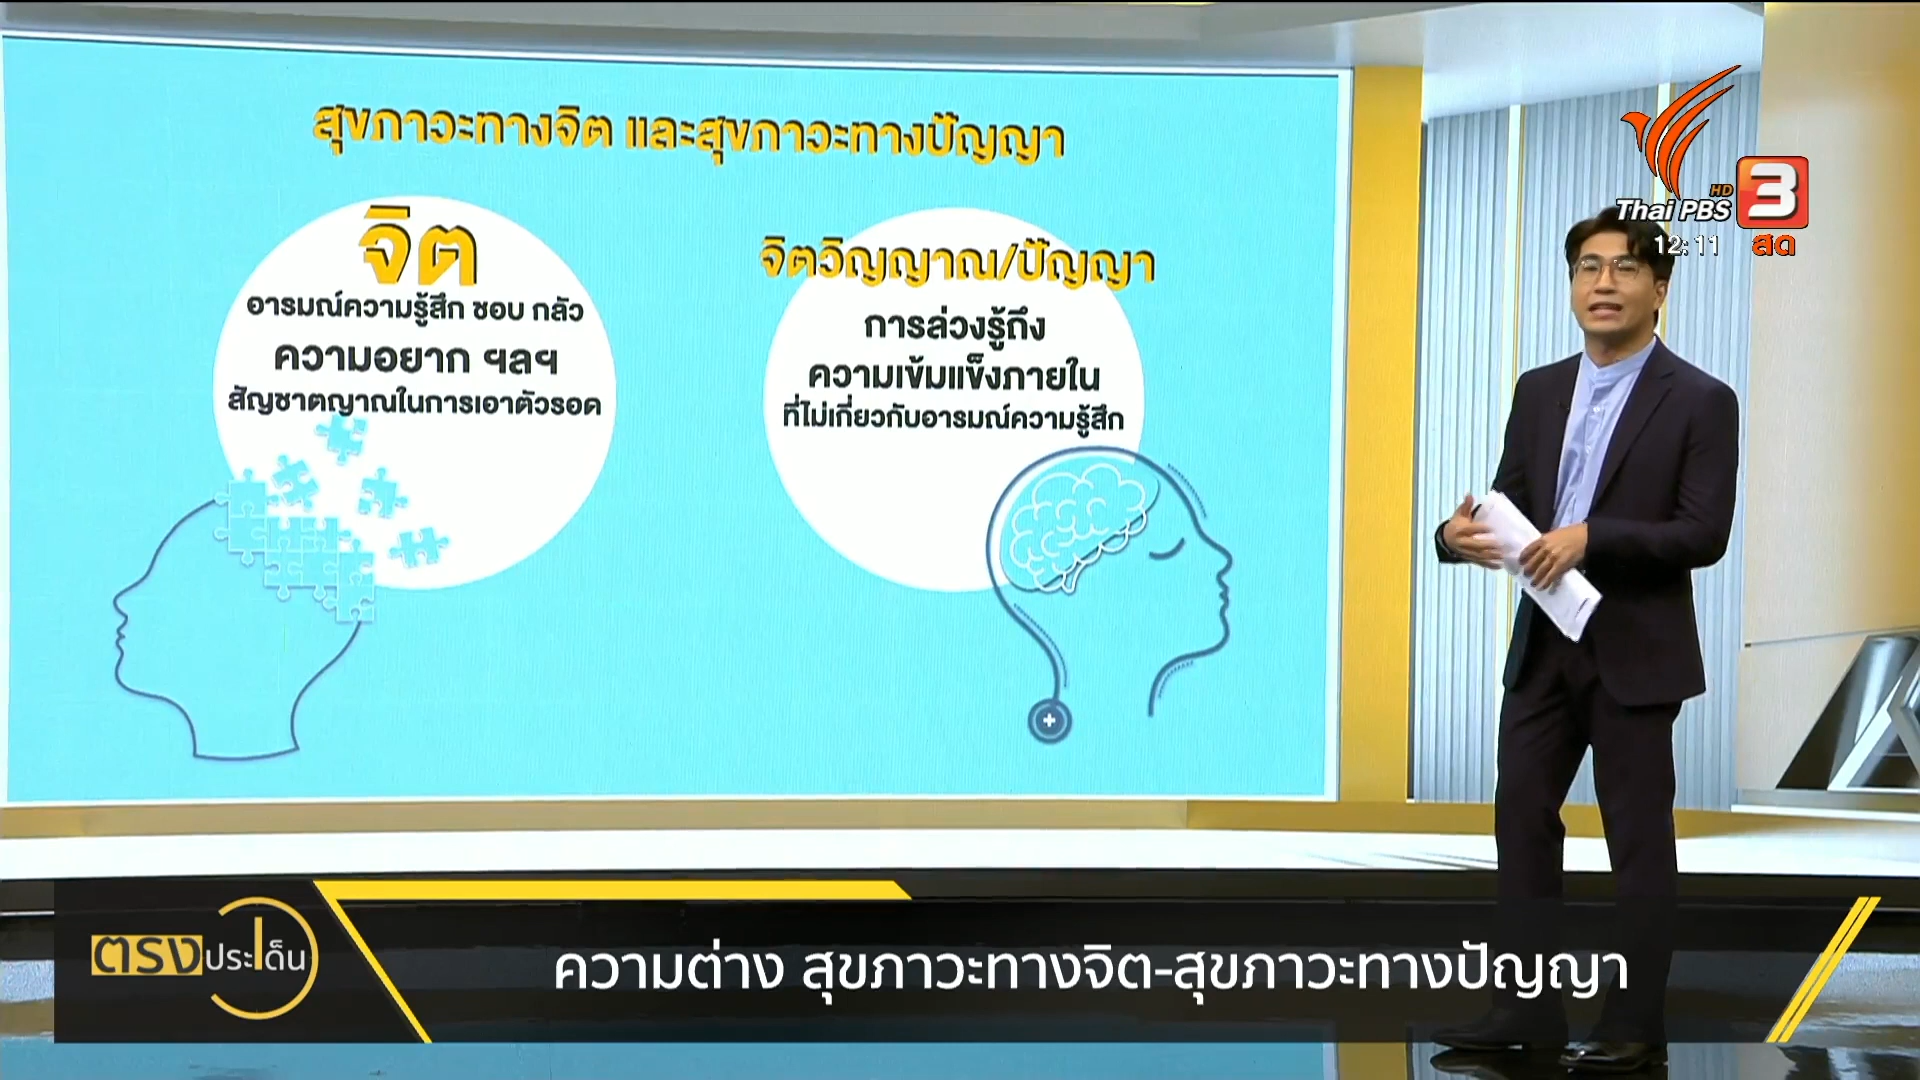 สุขภาวะทางจิต และสุขภาวะทางปัญญา
จิต
อารมณ์ความรู้สึก ชอบ กลัว
ความอยาก ฯลฯ
สัญชาตญาณในการเอาตัวรอด
จิตวิญญาณ/ปัญญา
การล่วงรู้ถึง
ความเข้มแข็งภายใน
ที่ไม่เกี่ยวกับอารมณ์ความรู้สึก
HD
Thai PBS
3
12:11
สด
ตรงประเด็น
ความต่าง สุขภาวะทางจิต-สุขภาวะทางปัญญา